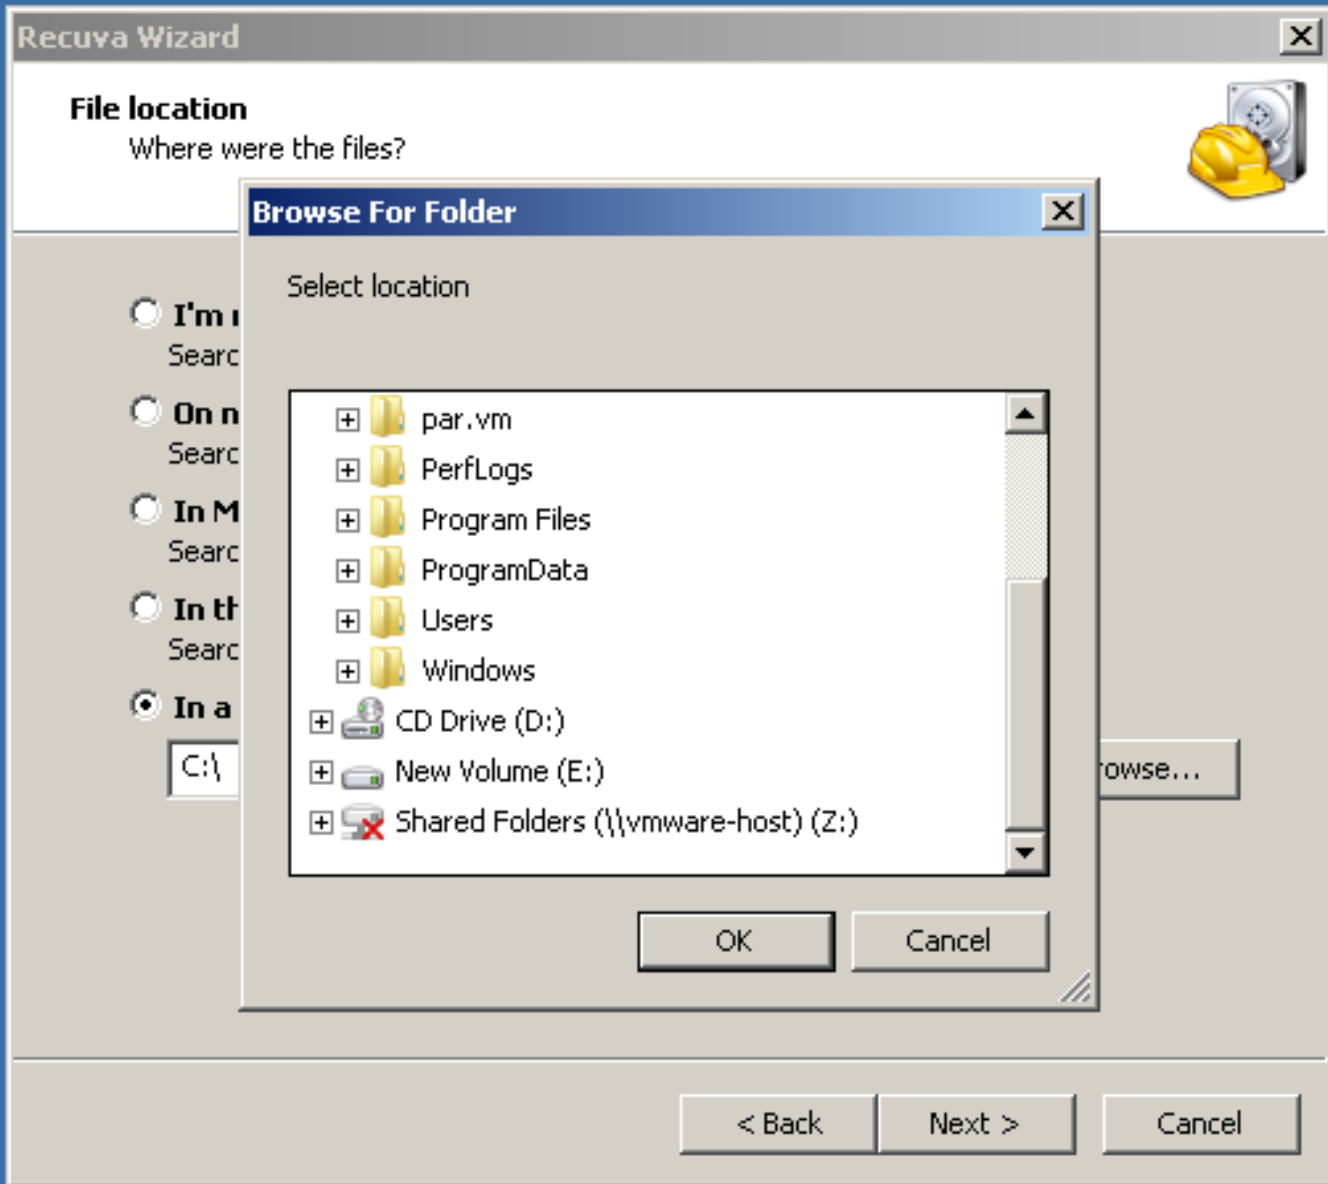 Recuva Wizard
File location
Where were the files?
Browse For Folder
Select location
I'm
Searc
On n
Searc
In M
Searc
In th
Searc
In a
C:\
owse...
par.vm
PerfLogs
Program Files
ProgramData
Users
Windows
CD Drive (D:)
New Volume (E:)
Shared Folders (\\vmware-host) (Z:)
OK
Cancel
< Back
Next >
Cancel